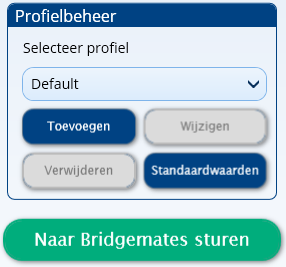 Profielbeheer
Selecteer profiel
Default
Toevoegen Wijzigen
Verwijderen Standaardwaarden
Naar Bridgemates sturen